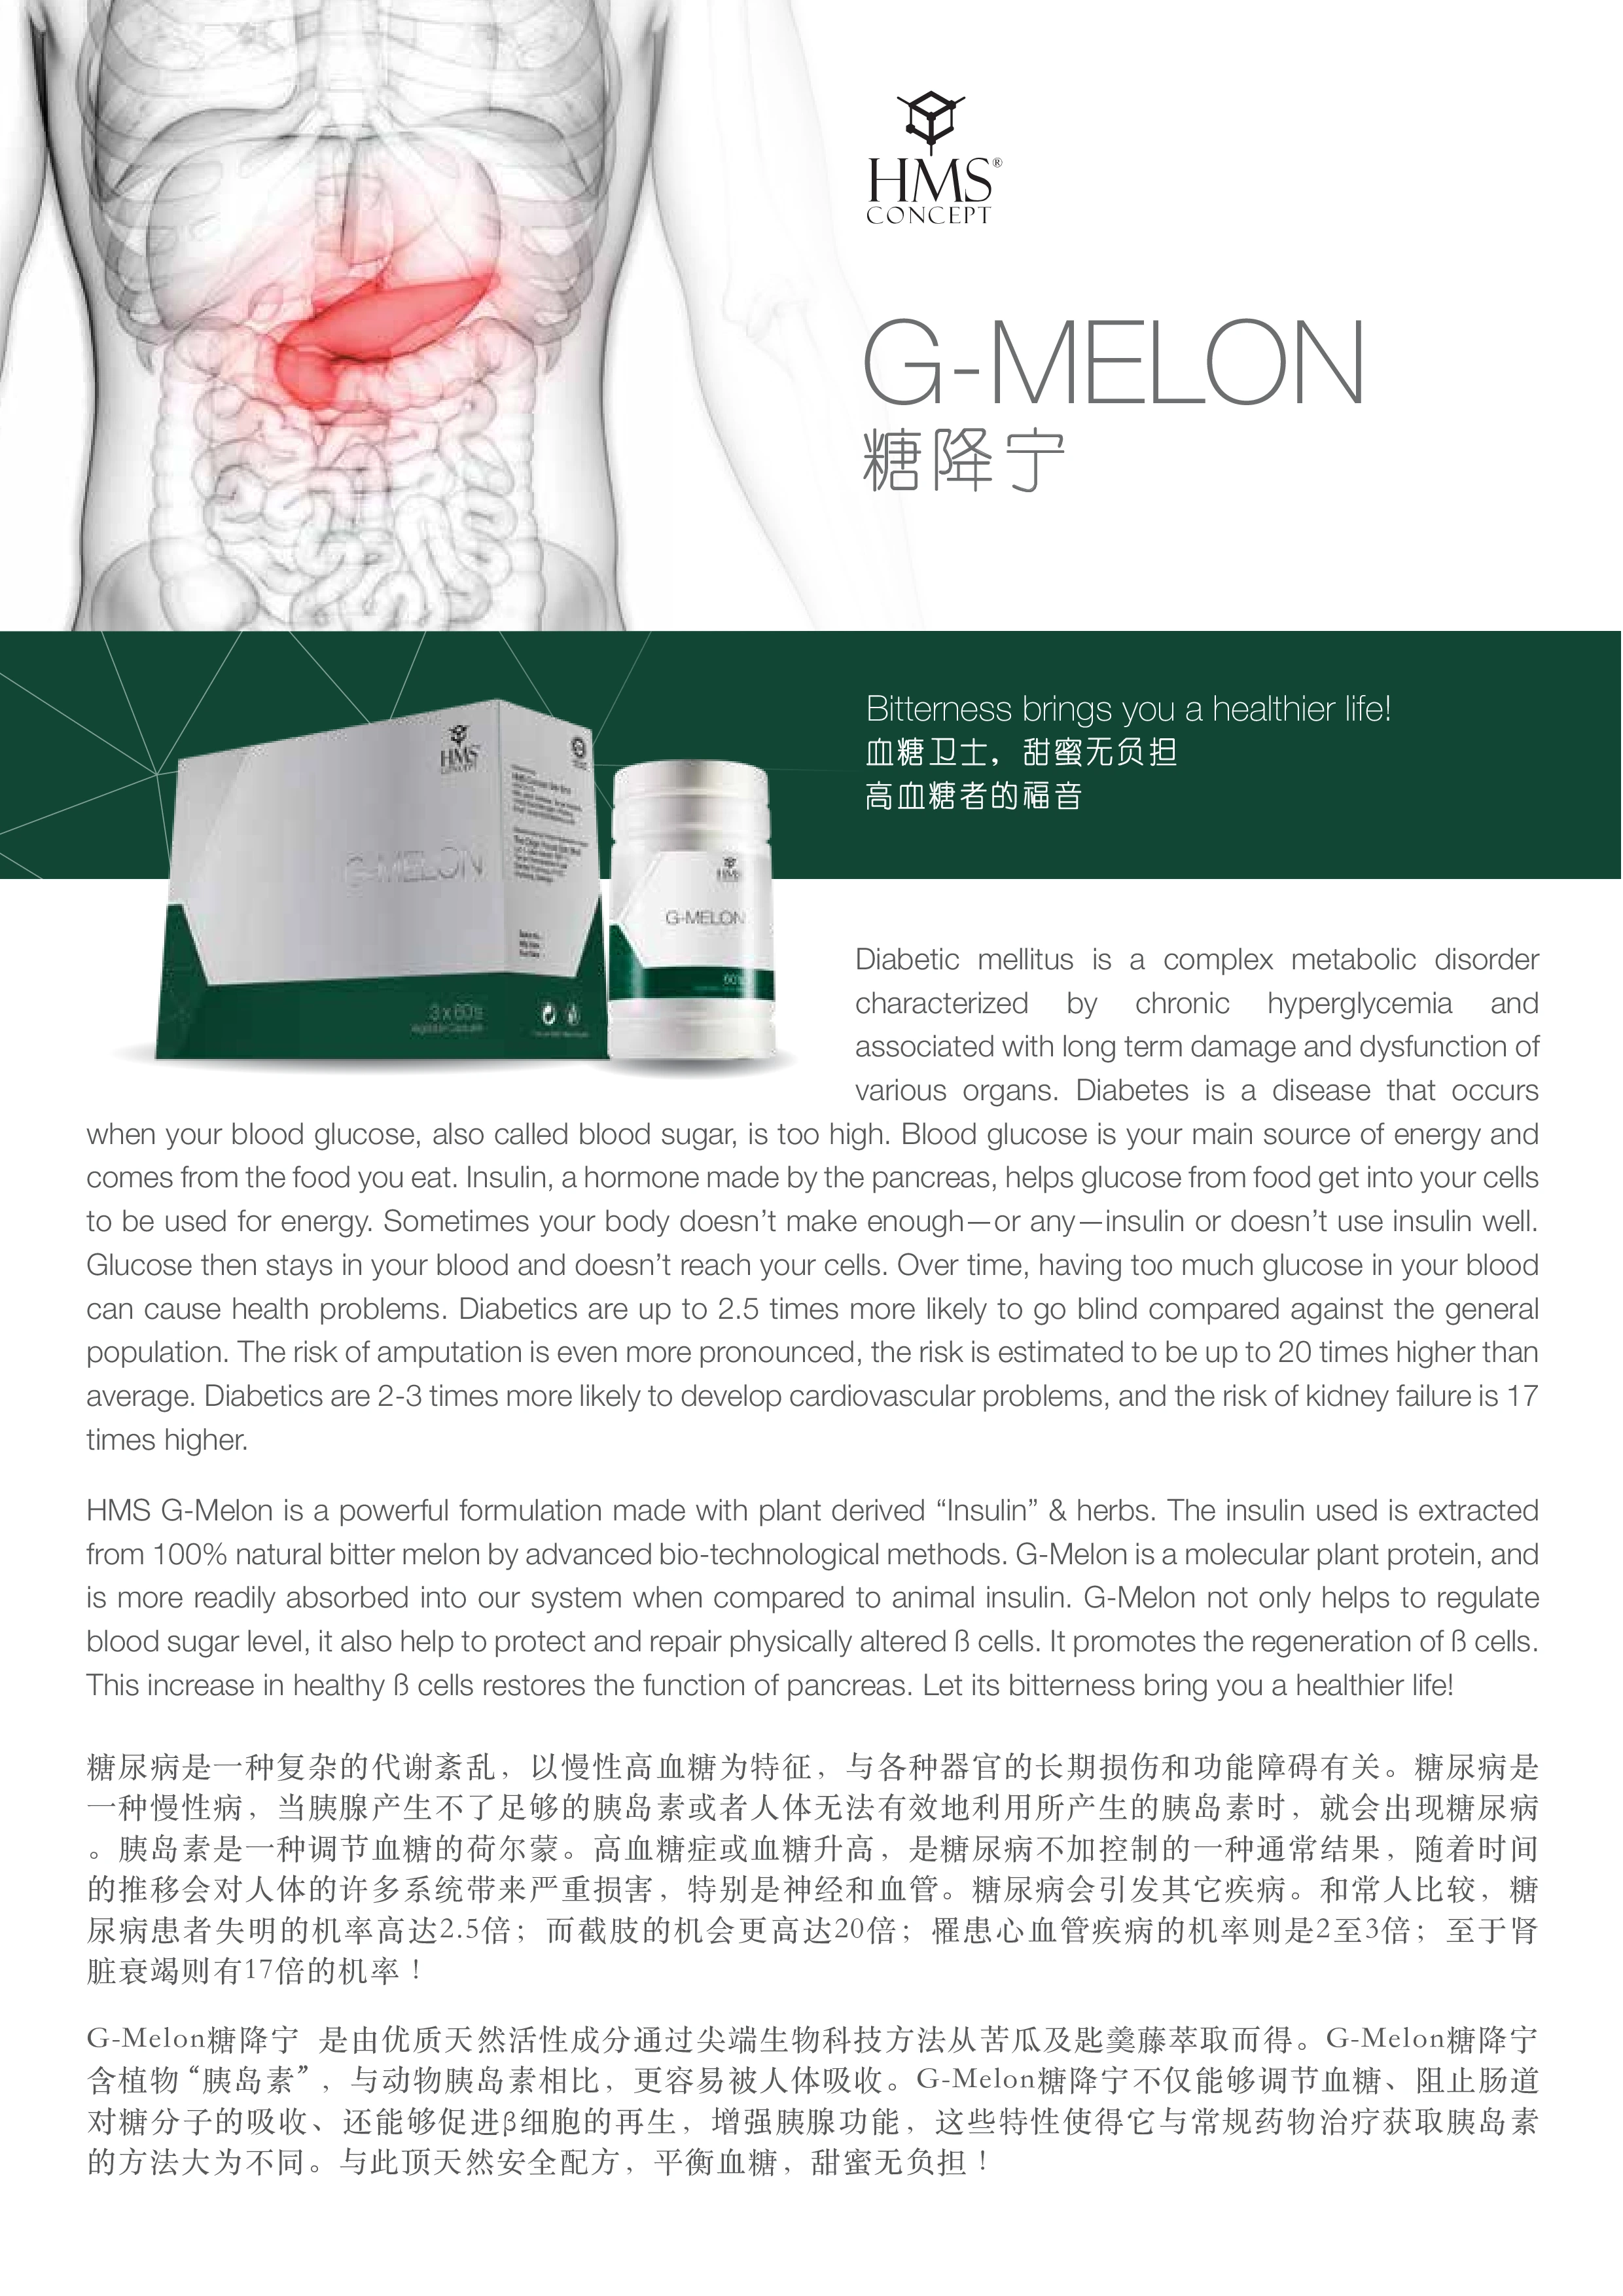 HMS®
CONCEPT
G-MELON
糖降宁
Bitterness brings you a healthier life!
血糖卫士，甜蜜无负担
高血糖者的福音
HMS
CONCEPT
G-MELON
3 x 60's
Vegetable Capsules
HMS
G-MELON
60's
Diabetic mellitus is a complex metabolic disorder
characterized by chronic hyperglycemia and
associated with long term damage and dysfunction of
various organs. Diabetes is a disease that occurs
when your blood glucose, also called blood sugar, is too high. Blood glucose is your main source of energy and
comes from the food you eat. Insulin, a hormone made by the pancreas, helps glucose from food get into your cells
to be used for energy. Sometimes your body doesn’t make enough—or any—insulin or doesn’t use insulin well.
Glucose then stays in your blood and doesn’t reach your cells. Over time, having too much glucose in your blood
can cause health problems. Diabetics are up to 2.5 times more likely to go blind compared against the general
population. The risk of amputation is even more pronounced, the risk is estimated to be up to 20 times higher than
average. Diabetics are 2-3 times more likely to develop cardiovascular problems, and the risk of kidney failure is 17
times higher.
HMS G-Melon is a powerful formulation made with plant derived “Insulin” & herbs. The insulin used is extracted
from 100% natural bitter melon by advanced bio-technological methods. G-Melon is a molecular plant protein, and
is more readily absorbed into our system when compared to animal insulin. G-Melon not only helps to regulate
blood sugar level, it also help to protect and repair physically altered ß cells. It promotes the regeneration of ß cells.
This increase in healthy ß cells restores the function of pancreas. Let its bitterness bring you a healthier life!
糖尿病是一种复杂的代谢紊乱，以慢性高血糖为特征，与各种器官的长期损伤和功能障碍有关。糖尿病是
一种慢性病，当胰腺产生不了足够的胰岛素或者人体无法有效地利用所产生的胰岛素时，就会出现糖尿病
。胰岛素是一种调节血糖的荷尔蒙。高血糖症或血糖升高，是糖尿病不加控制的一种通常结果，随着时间
的推移会对人体的许多系统带来严重损害，特别是神经和血管。糖尿病会引发其它疾病。和常人比较，糖
尿病患者失明的机率高达2.5倍；而截肢的机会更高达20倍；罹患心血管疾病的机率则是2至3倍；至于肾
脏衰竭则有17倍的机率！
G-Melon糖降宁 是由优质天然活性成分通过尖端生物科技方法从苦瓜及匙羹藤萃取而得。G-Melon糖降宁
含植物“胰岛素”，与动物胰岛素相比，更容易被人体吸收。G-Melon糖降宁不仅能够调节血糖、阻止肠道
对糖分子的吸收、还能够促进β细胞的再生，增强胰腺功能，这些特性使得它与常规药物治疗获取胰岛素
的方法大为不同。与此顶天然安全配方，平衡血糖，甜蜜无负担！